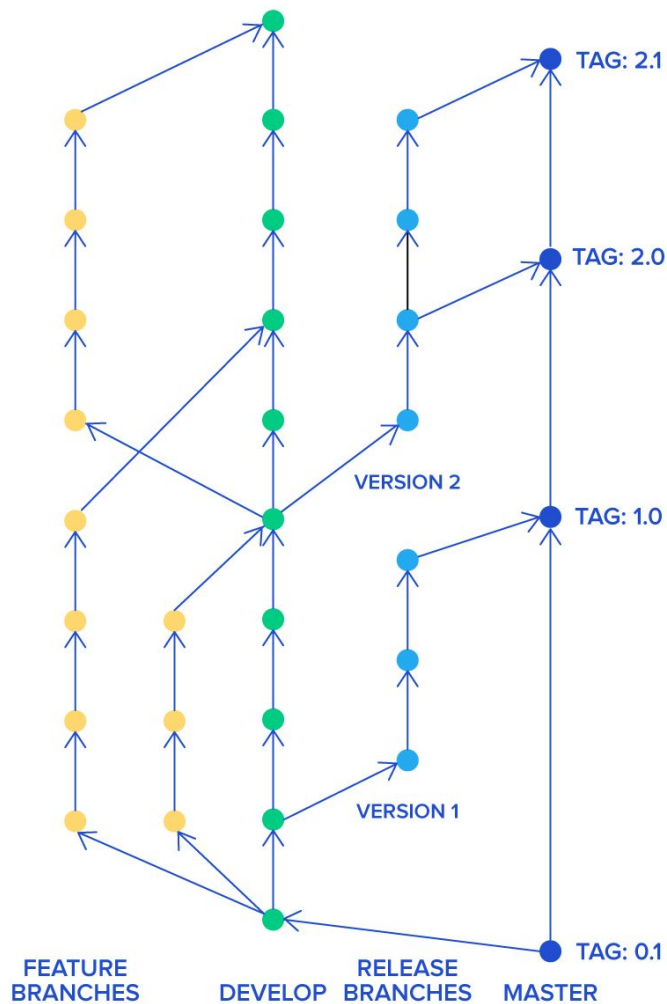 TAG: 2.1
TAG: 2.0
VERSION 2
TAG: 1.0
VERSION 1
TAG: 0.1
FEATURE
BRANCHES
DEVELOP
RELEASE
BRANCHES
MASTER